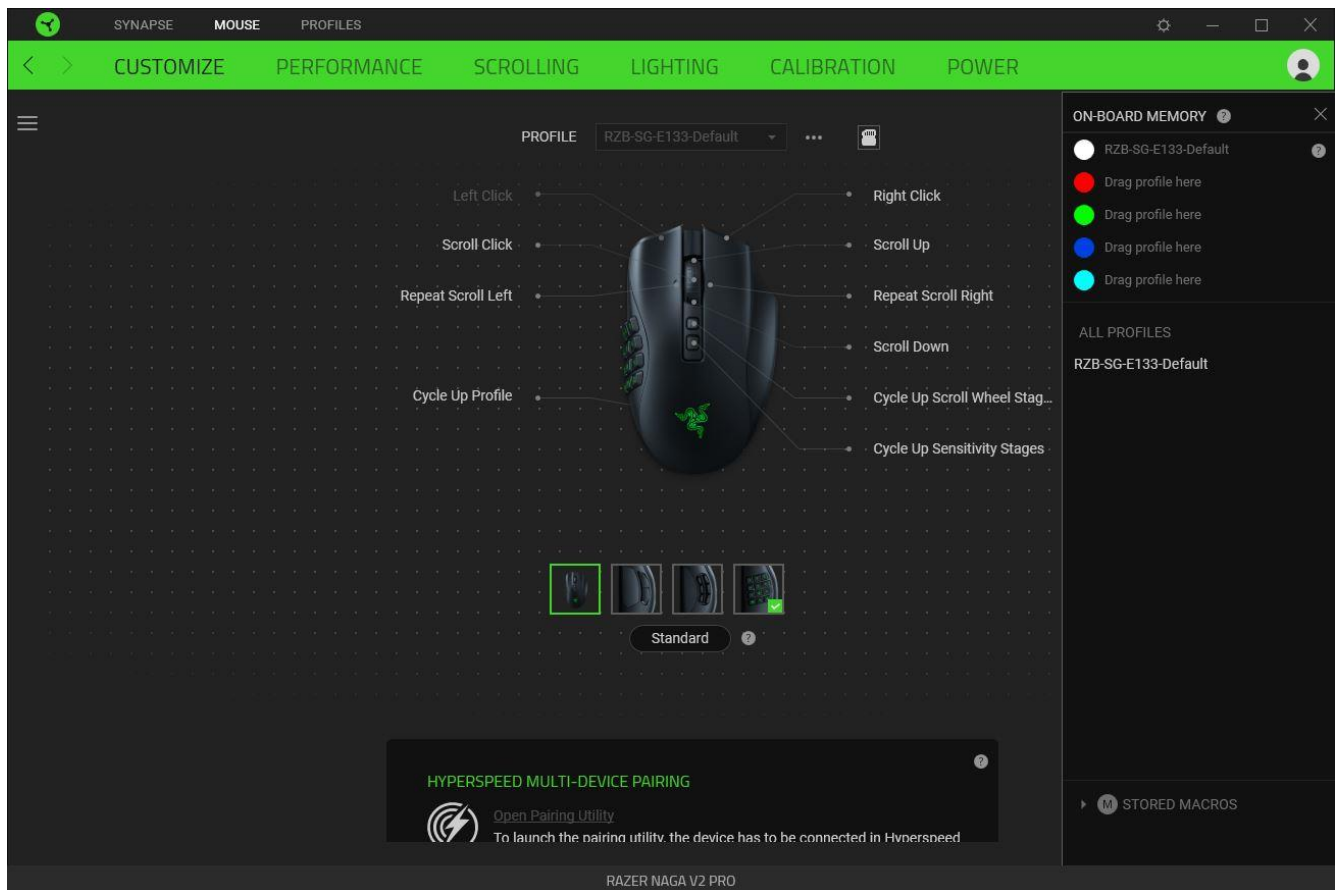 SYNAPSE MOUSE PROFILES
CUSTOMIZE PERFORMANCE SCROLLING LIGHTING CALIBRATION POWER
PROFILE RZB-SG-E133-Default
Left Click
Scroll Click
Repeat Scroll Left
Cycle Up Profile
Right Click
Scroll Up
Repeat Scroll Right
Scroll Down
Cycle Up Scroll Wheel Stag...
Cycle Up Sensitivity Stages
Standard ?
HYPERSPEED MULTI-DEVICE PAIRING ?
Open Pairing Utility
To launch the pairing utility, the device has to be connected in Hyperspeed
ON-BOARD MEMORY ?
RZB-SG-E133-Default ?
Drag profile here
Drag profile here
Drag profile here
Drag profile here
ALL PROFILES
RZB-SG-E133-Default
M STORED MACROS
RAZER NAGA V2 PRO